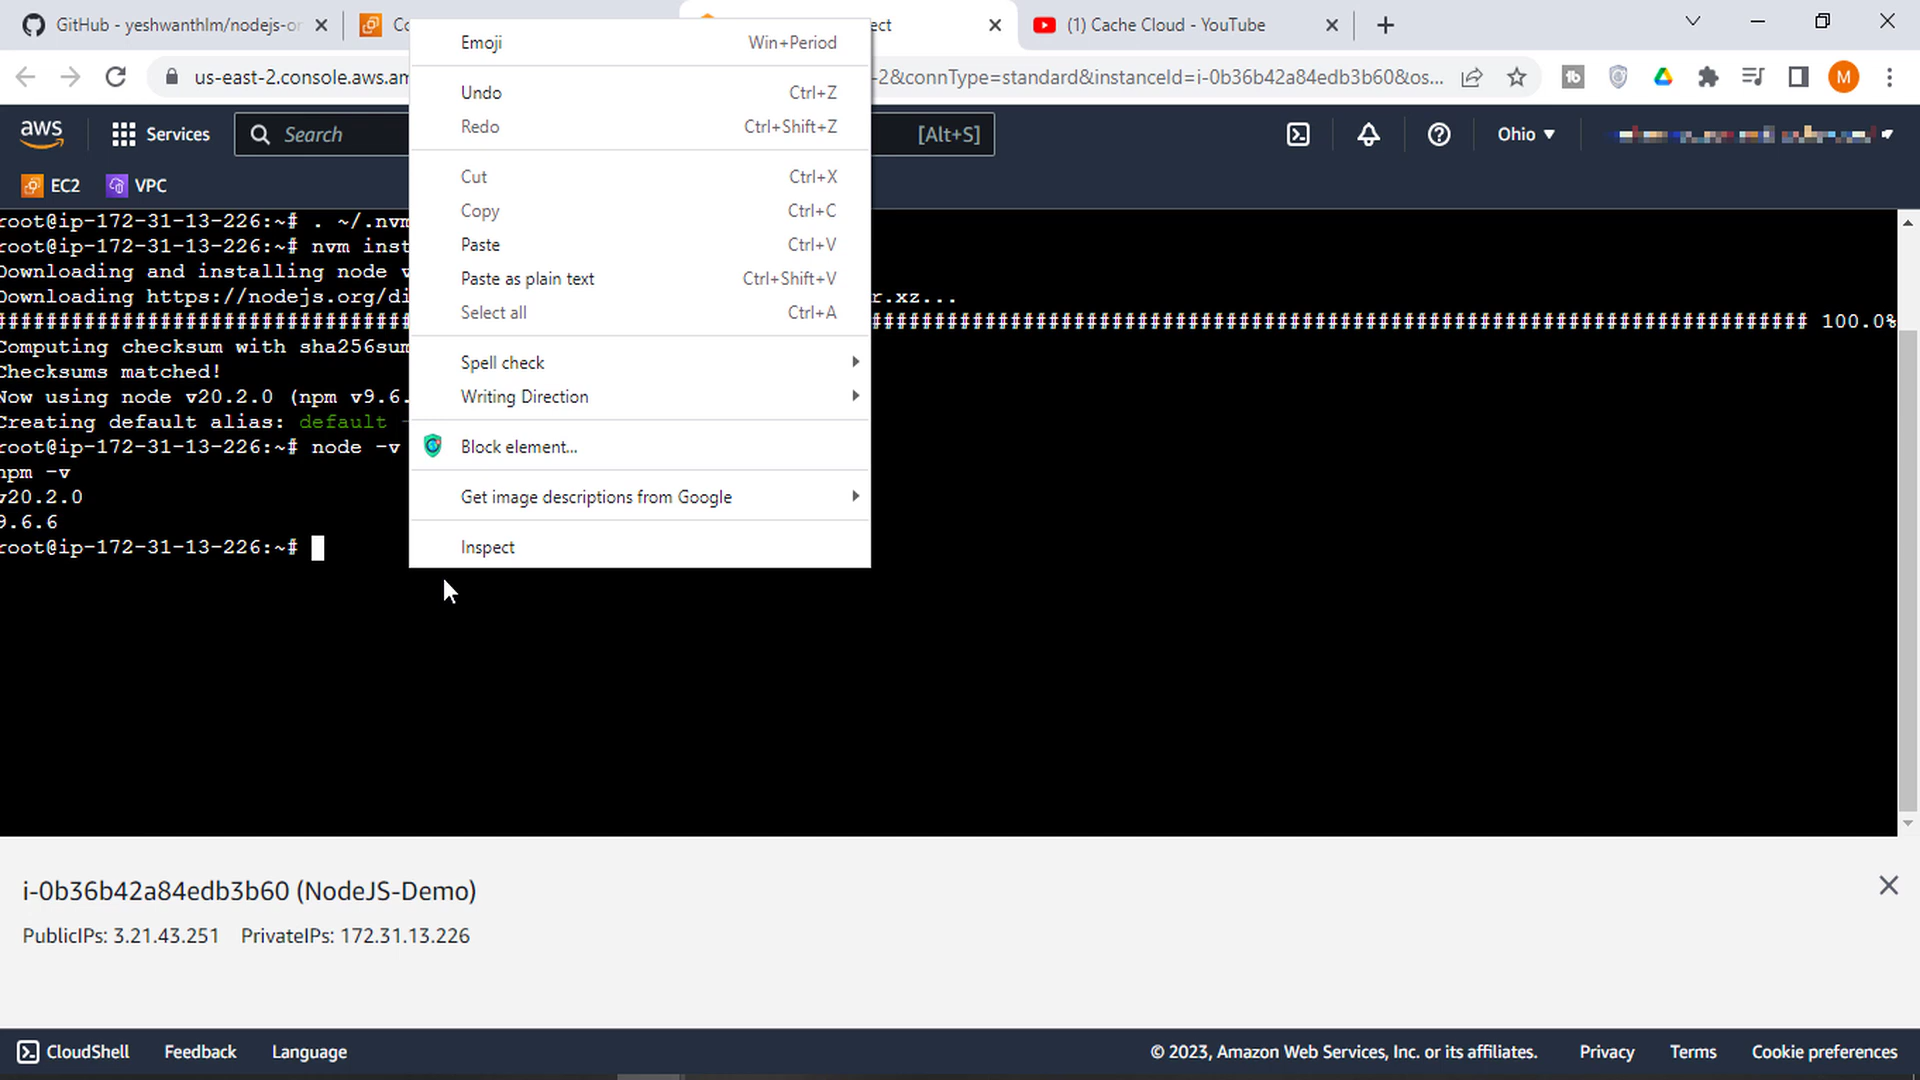 GitHub - yeshwanthlm/nodejs-or
Co
ect
(1) Cache Cloud - YouTube
us-east-2.console.aws.am
-2&connType=standard&instanceId=i-0b36b42a84edb3b60&os...
M
aws
Services
Search
[Alt+S]
Ohio
EC2
VPC
Emoji Win+Period
Undo Ctrl+Z
Redo Ctrl+Shift+Z
Cut Ctrl+X
Copy Ctrl+C
Paste Ctrl+V
Paste as plain text Ctrl+Shift+V
Select all Ctrl+A
Spell check
Writing Direction
Block element...
Get image descriptions from Google
Inspect
root@ip-172-31-13-226:~# . ~/.nvm
root@ip-172-31-13-226:~# nvm inst
Downloading and installing node v
Downloading https://nodejs.org/di r.xz...
100.0%
Computing checksum with sha256sum
Checksums matched!
Now using node v20.2.0 (npm v9.6.
Creating default alias: default -
root@ip-172-31-13-226:~# node -v
npm -v
v20.2.0
9.6.6
root@ip-172-31-13-226:~#
i-0b36b42a84edb3b60 (NodeJS-Demo)
PublicIPs: 3.21.43.251 PrivateIPs: 172.31.13.226
CloudShell Feedback Language © 2023, Amazon Web Services, Inc. or its affiliates. Privacy Terms Cookie preferences